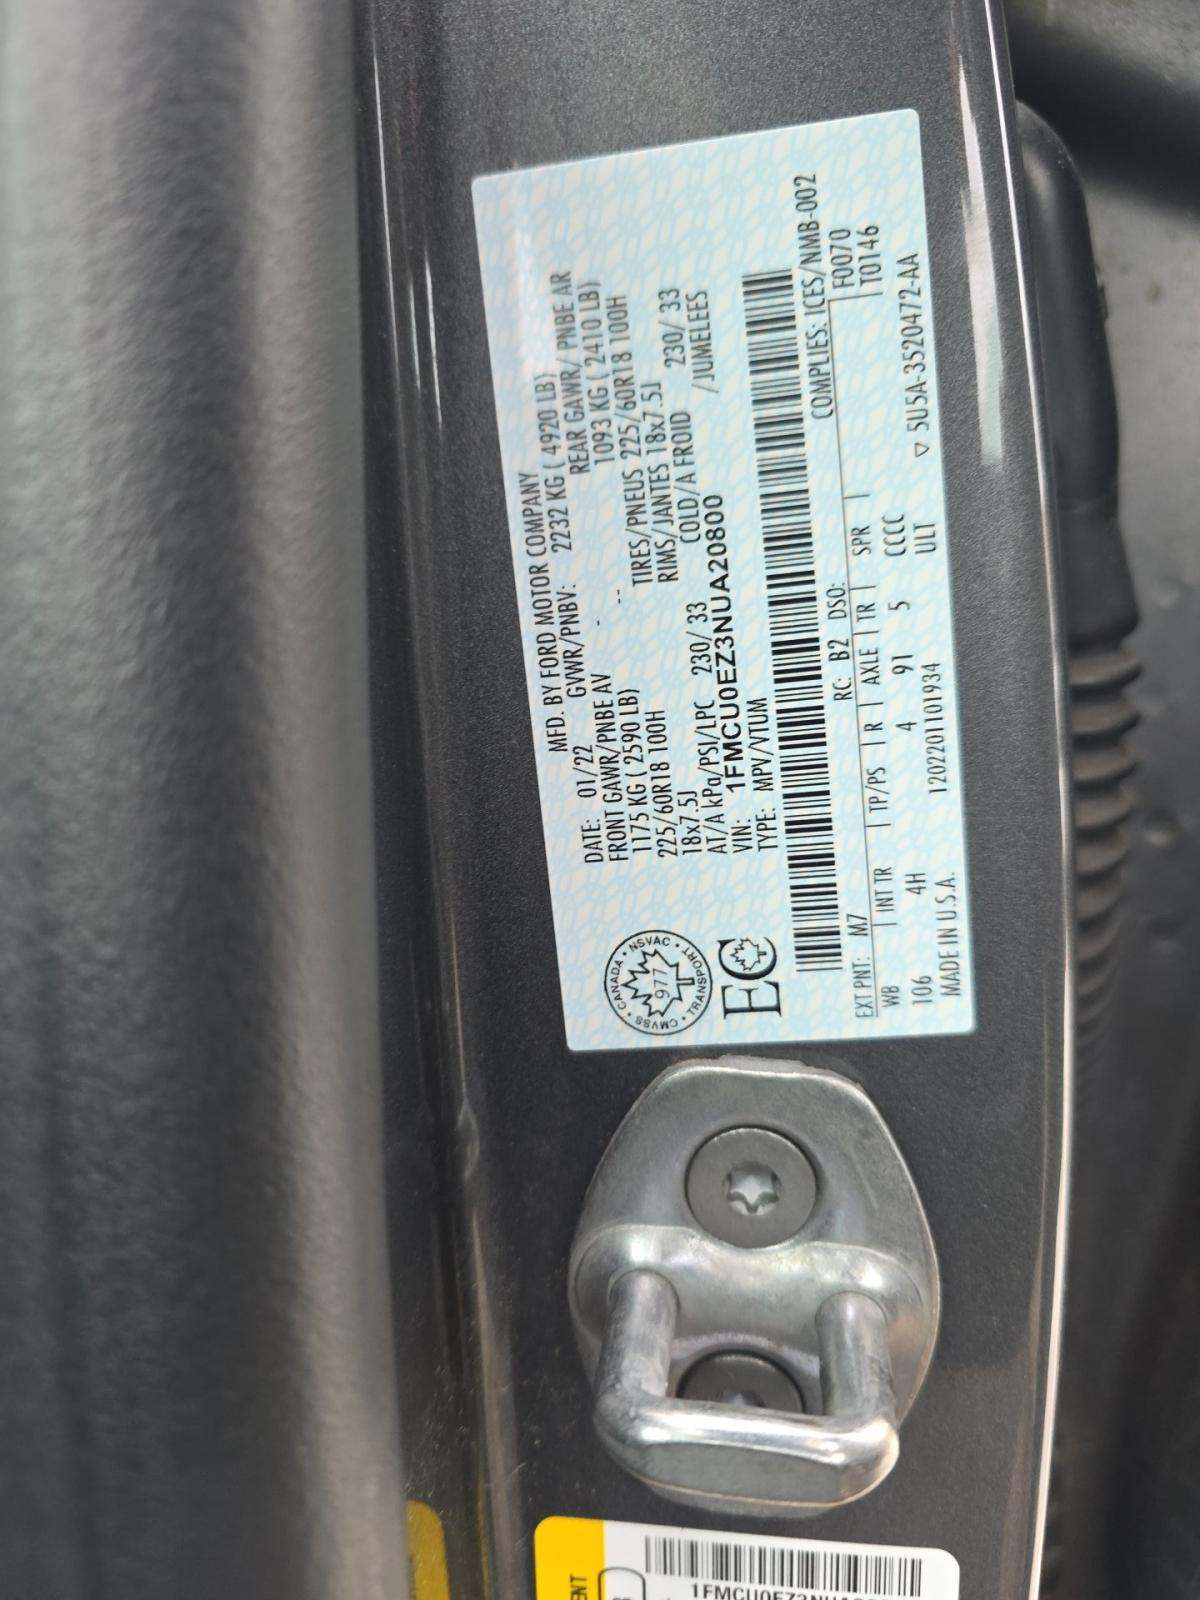 MFD. BY FORD MOTOR COMPANY
DATE: 01/22 GVWR/PNBV: 2232 KG ( 4920 LB)
FRONT GAWR/PNBE AV - -- REAR GAWR/ PNBE AR
1175 KG ( 2590 LB) 1093 KG ( 2410 LB)
225/60R18 100H TIRES/PNEUS 225/60R18 100H
18x7.5J RIMS/JANTES 18x7.5J
AT/A kPa/PSI/LPC 230/ 33 COLD/A FROID 230/ 33
VIN: 1FMCU0EZ3NUA20800 /JUMELEES
TYPE: MPV/VTUM
CANADA • NSVAC • TRANSPORT • CMVSS •
977
EC
COMPLIES: ICES/NMB-002
EXT PNT: M7 RC: B2 DSO: F0070
WB | INT TR | TP/PS | R | AXLE | TR | SPR | T0146
106 4H 4 91 5 CCCC
MADE IN U.S.A. 1202201101934 ULT ▽ 5U5A-3520472-AA